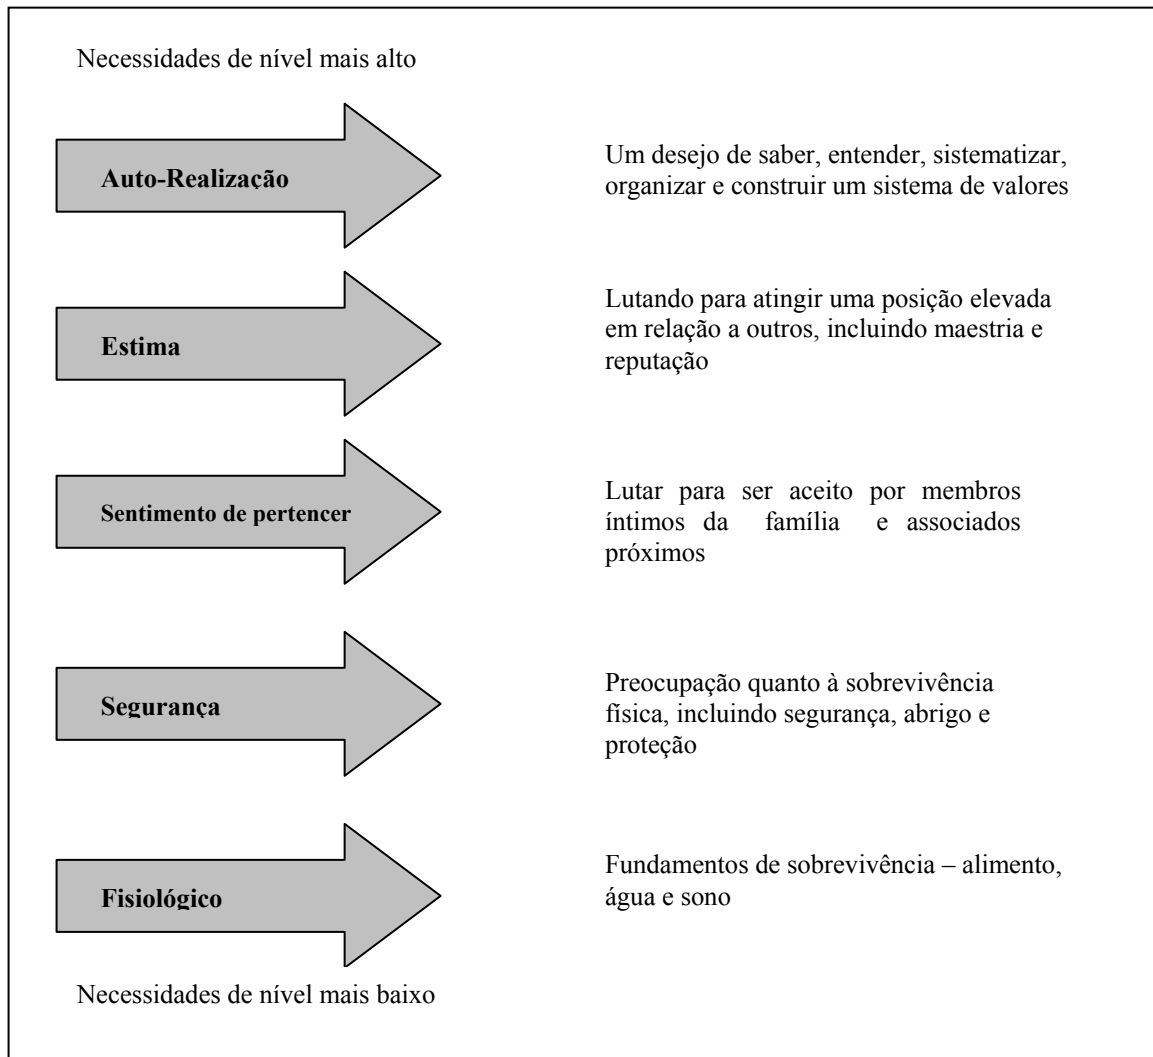 Necessidades de nível mais alto
Auto-Realização
Um desejo de saber, entender, sistematizar,
organizar e construir um sistema de valores
Estima
Lutando para atingir uma posição elevada
em relação a outros, incluindo maestria e
reputação
Sentimento de pertencer
Lutar para ser aceito por membros
íntimos da família e associados
próximos
Segurança
Preocupação quanto à sobrevivência
física, incluindo segurança, abrigo e
proteção
Fisiológico
Fundamentos de sobrevivência – alimento,
água e sono
Necessidades de nível mais baixo